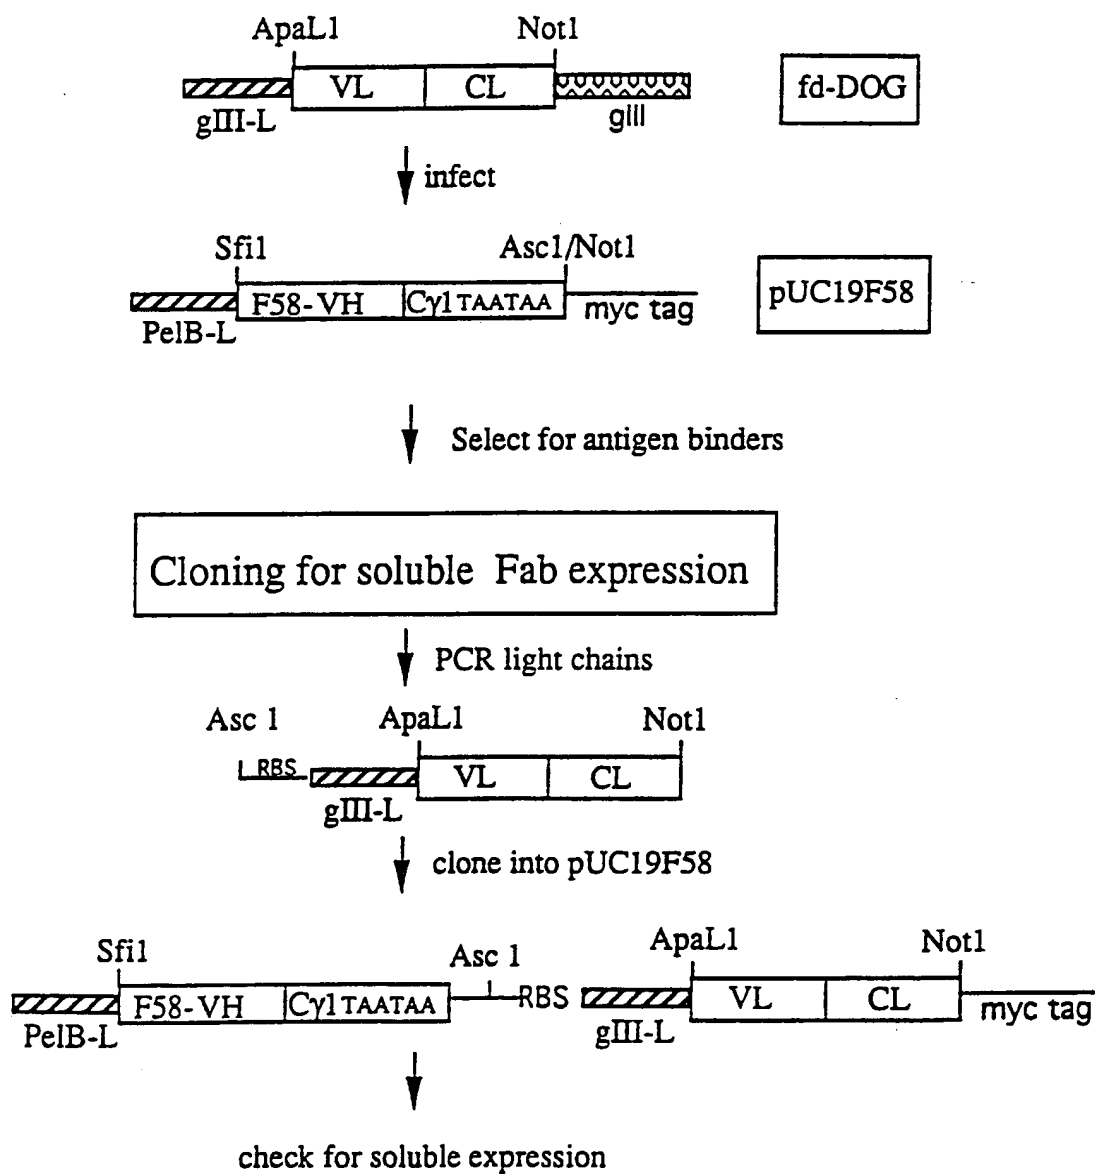 ApaL1 Not1
VL CL
fd-DOG
gIII-L gIII
infect
Sfi1 Asc1/Not1
F58-VH Cγ1 TAATAA
myc tag
pUC19F58
PelB-L
Select for antigen binders
Cloning for soluble Fab expression
PCR light chains
Asc 1 ApaL1 Not1
RBS VL CL
gIII-L
clone into pUC19F58
Sfi1 Asc 1 ApaL1 Not1
F58-VH Cγ1 TAATAA RBS VL CL myc tag
PelB-L gIII-L
check for soluble expression